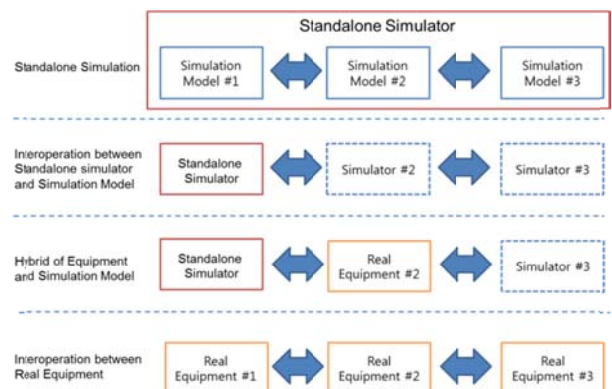 Standalone Simulator
Standalone Simulation
Simulation
Model #1
Simulation
Model #2
Simulation
Model #3
Interoperation between
Standalone simulator
and Simulation Model
Standalone
Simulator
Simulator #2
Simulator #3
Hybrid of Equipment
and Simulation Model
Standalone
Simulator
Real
Equipment #2
Simulator #3
Interoperation between
Real Equipment
Real
Equipment #1
Real
Equipment #2
Real
Equipment #3